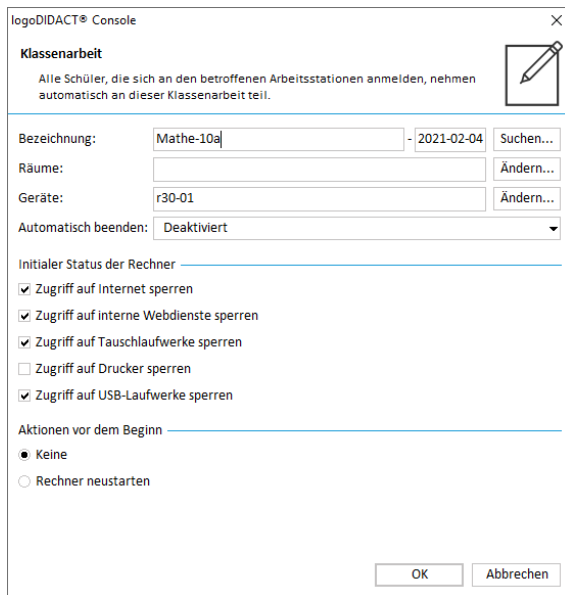 logoDIDACT® Console
Klassenarbeit
Alle Schüler, die sich an den betroffenen Arbeitsstationen anmelden, nehmen
automatisch an dieser Klassenarbeit teil.
Bezeichnung: Mathe-10a - 2021-02-04 Suchen...
Räume: Ändern...
Geräte: r30-01 Ändern...
Automatisch beenden: Deaktiviert
Initialer Status der Rechner
Zugriff auf Internet sperren
Zugriff auf interne Webdienste sperren
Zugriff auf Tauschlaufwerke sperren
Zugriff auf Drucker sperren
Zugriff auf USB-Laufwerke sperren
Aktionen vor dem Beginn
Keine
Rechner neustarten
OK Abbrechen